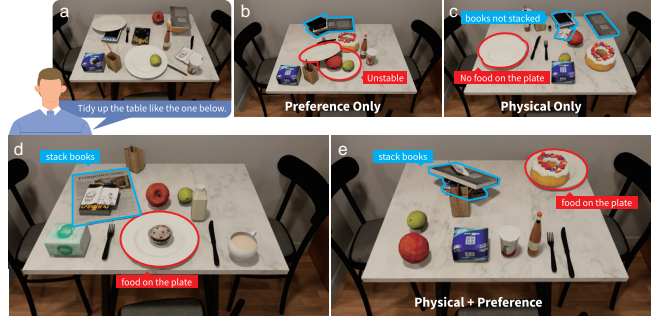 a
Tidy up the table like the one below.
b
Unstable
Preference Only
c
books not stacked
No food on the plate
Physical Only
d
stack books
food on the plate
e
stack books
food on the plate
Physical + Preference